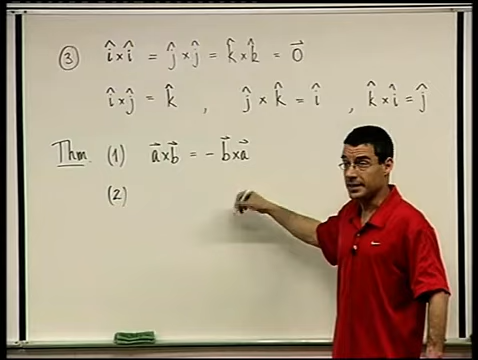 ③ î×î = ĵ×ĵ = k̂×k̂ = 0⃗
î×ĵ = k̂ , ĵ×k̂ = î , k̂×î = ĵ
Thm. (1) a⃗×b⃗ = - b⃗×a⃗
(2)